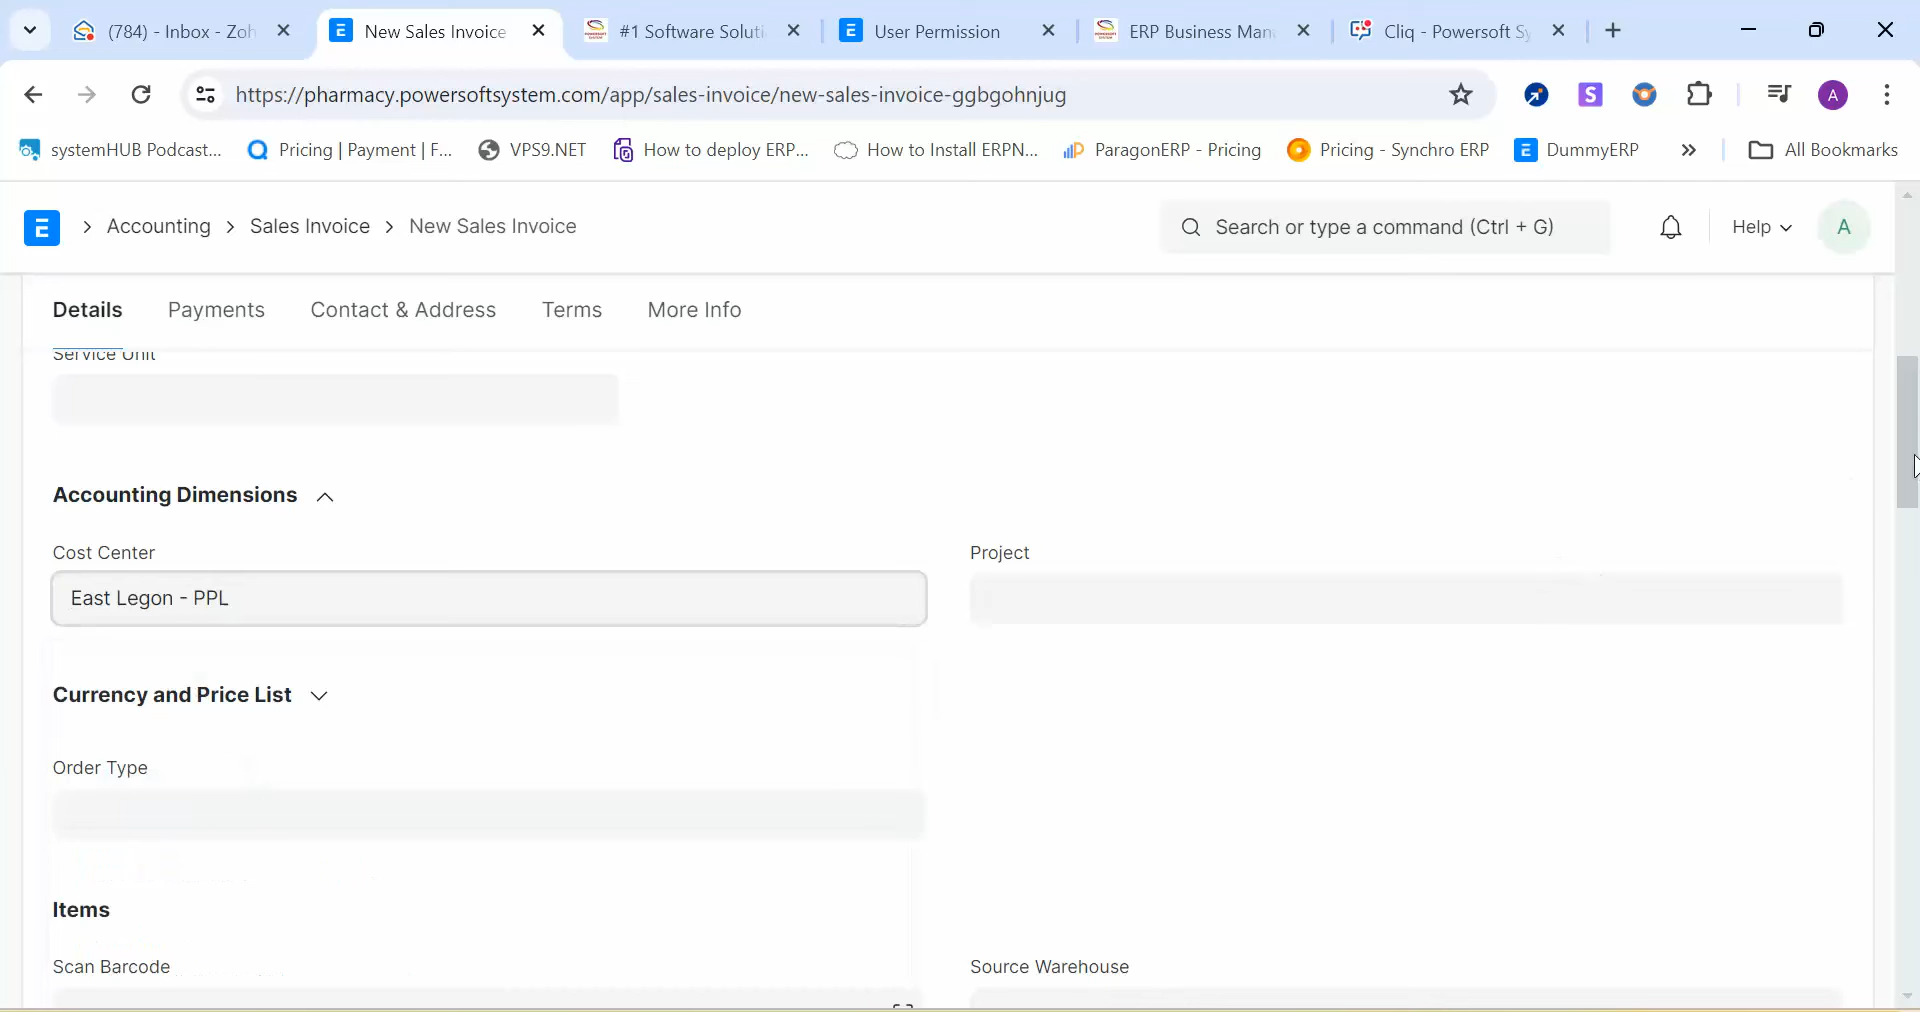 (784) - Inbox - Zoh
New Sales Invoice
#1 Software Soluti
User Permission
ERP Business Man
Cliq - Powersoft Sy
https://pharmacy.powersoftsystem.com/app/sales-invoice/new-sales-invoice-ggbgohnjug
S
A
systemHUB Podcast...
Pricing | Payment | F...
VPS9.NET
How to deploy ERP...
How to Install ERPN...
ParagonERP - Pricing
Pricing - Synchro ERP
E DummyERP
All Bookmarks
E
Accounting
Sales Invoice
New Sales Invoice
Search or type a command (Ctrl + G)
Help
A
Details
Payments
Contact & Address
Terms
More Info
Service Unit
Accounting Dimensions
Cost Center
Project
East Legon - PPL
Currency and Price List
Order Type
Items
Scan Barcode
Source Warehouse